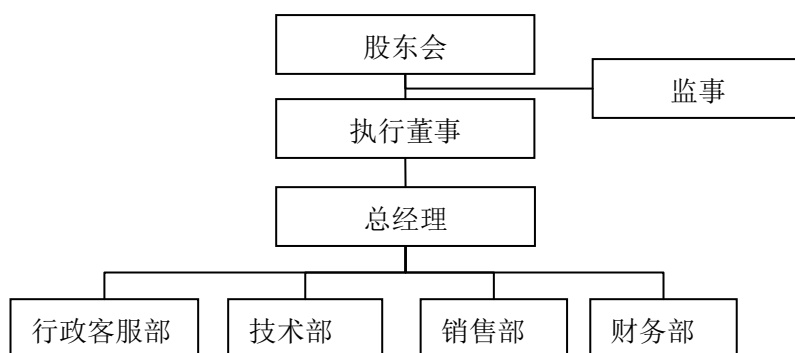 股东会
监事
执行董事
总经理
行政客服部
技术部
销售部
财务部